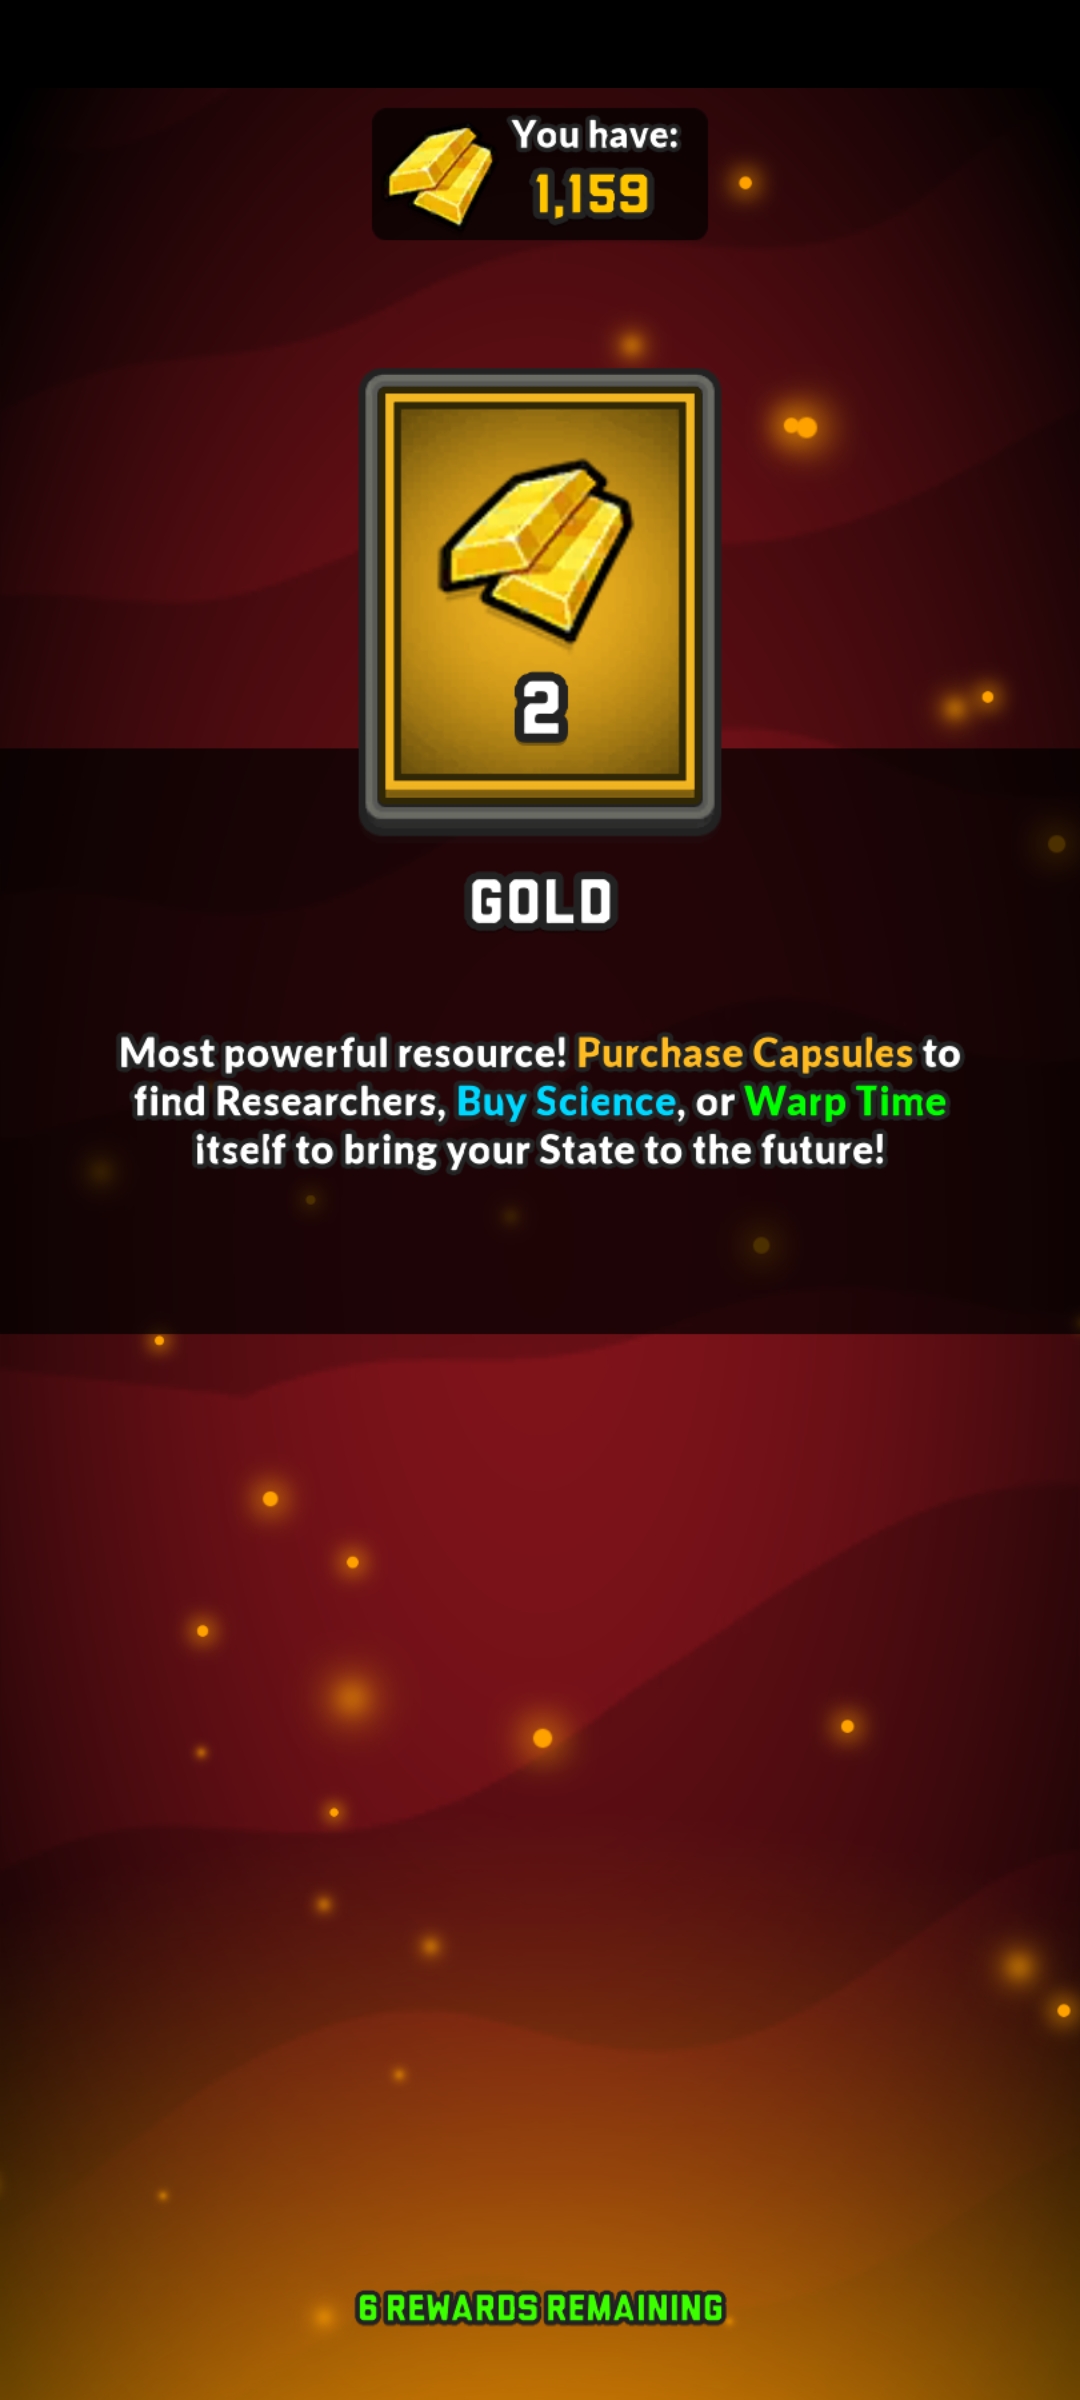 You have:
1,159
2
GOLD
Most powerful resource! Purchase Capsules to
find Researchers, Buy Science, or Warp Time
itself to bring your State to the future!
6 REWARDS REMAINING